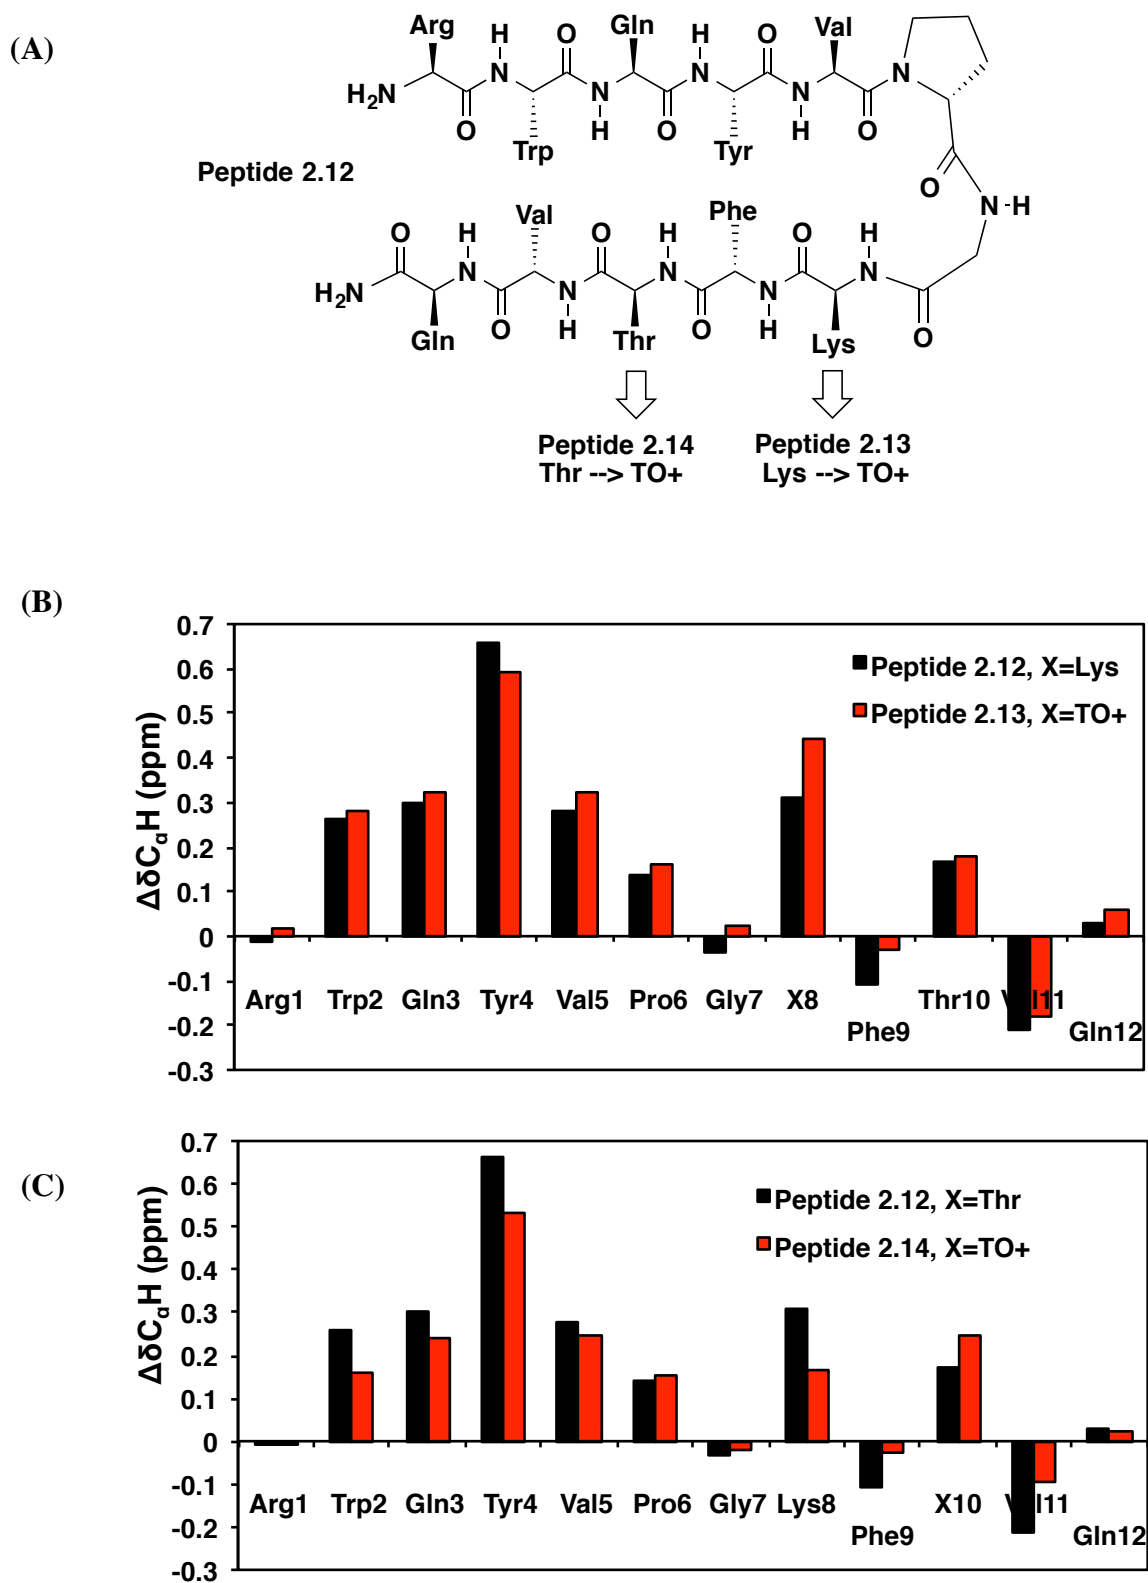 (A)
Arg H O Gln H O Val
H₂N N N N N N
O H O H O
Trp Tyr
Peptide 2.12
O
N-H
O H Val O H Phe O H
H₂N N N N N N
O H O H O
Gln Thr Lys
Peptide 2.14 Peptide 2.13
Thr --> TO+ Lys --> TO+
(B)
ΔδCαH (ppm)
0.7
0.6
0.5
0.4
0.3
0.2
0.1
0
-0.1
-0.2
-0.3
Peptide 2.12, X=Lys
Peptide 2.13, X=TO+
Arg1 Trp2 Gln3 Tyr4 Val5 Pro6 Gly7 X8 Phe9 Thr10 Val11 Gln12
(C)
ΔδCαH (ppm)
0.7
0.6
0.5
0.4
0.3
0.2
0.1
0
-0.1
-0.2
-0.3
Peptide 2.12, X=Thr
Peptide 2.14, X=TO+
Arg1 Trp2 Gln3 Tyr4 Val5 Pro6 Gly7 Lys8 Phe9 X10 Val11 Gln12